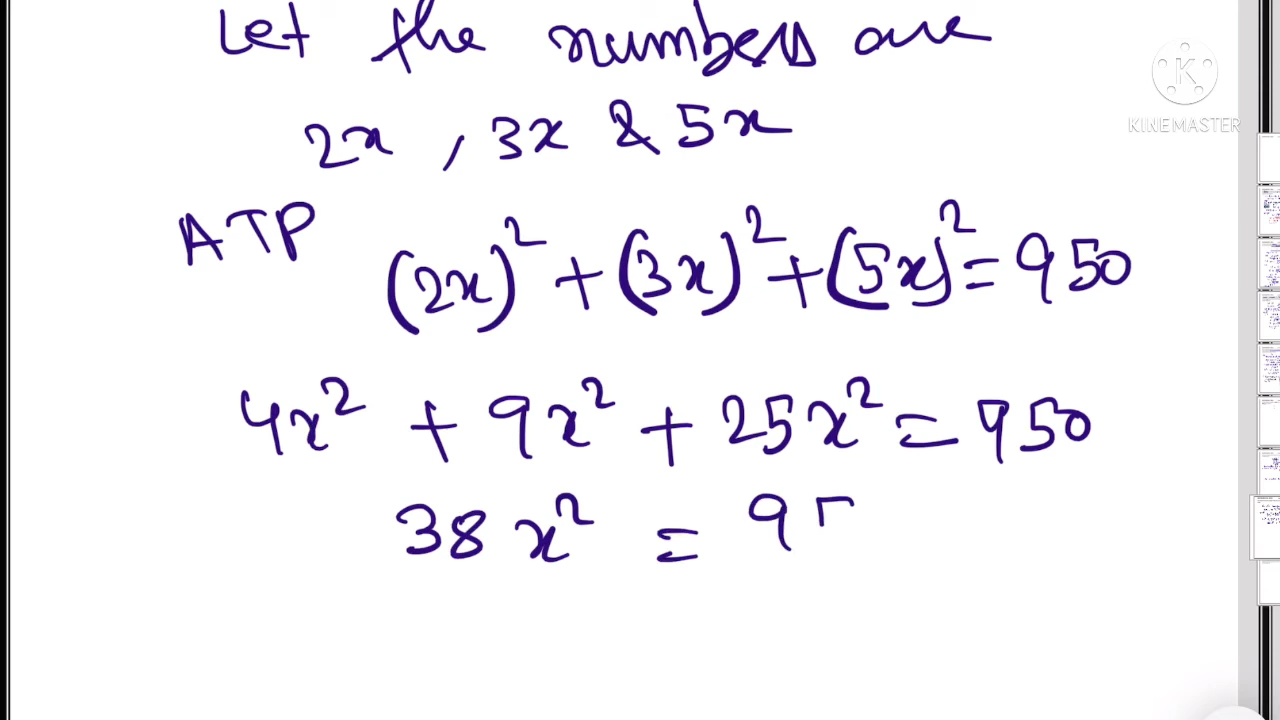 Let the numbers are
KINEMASTER
2x , 3x & 5x
ATP
(2x)² + (3x)² + (5x)² = 950
4x² + 9x² + 25x² = 950
38x² = 9